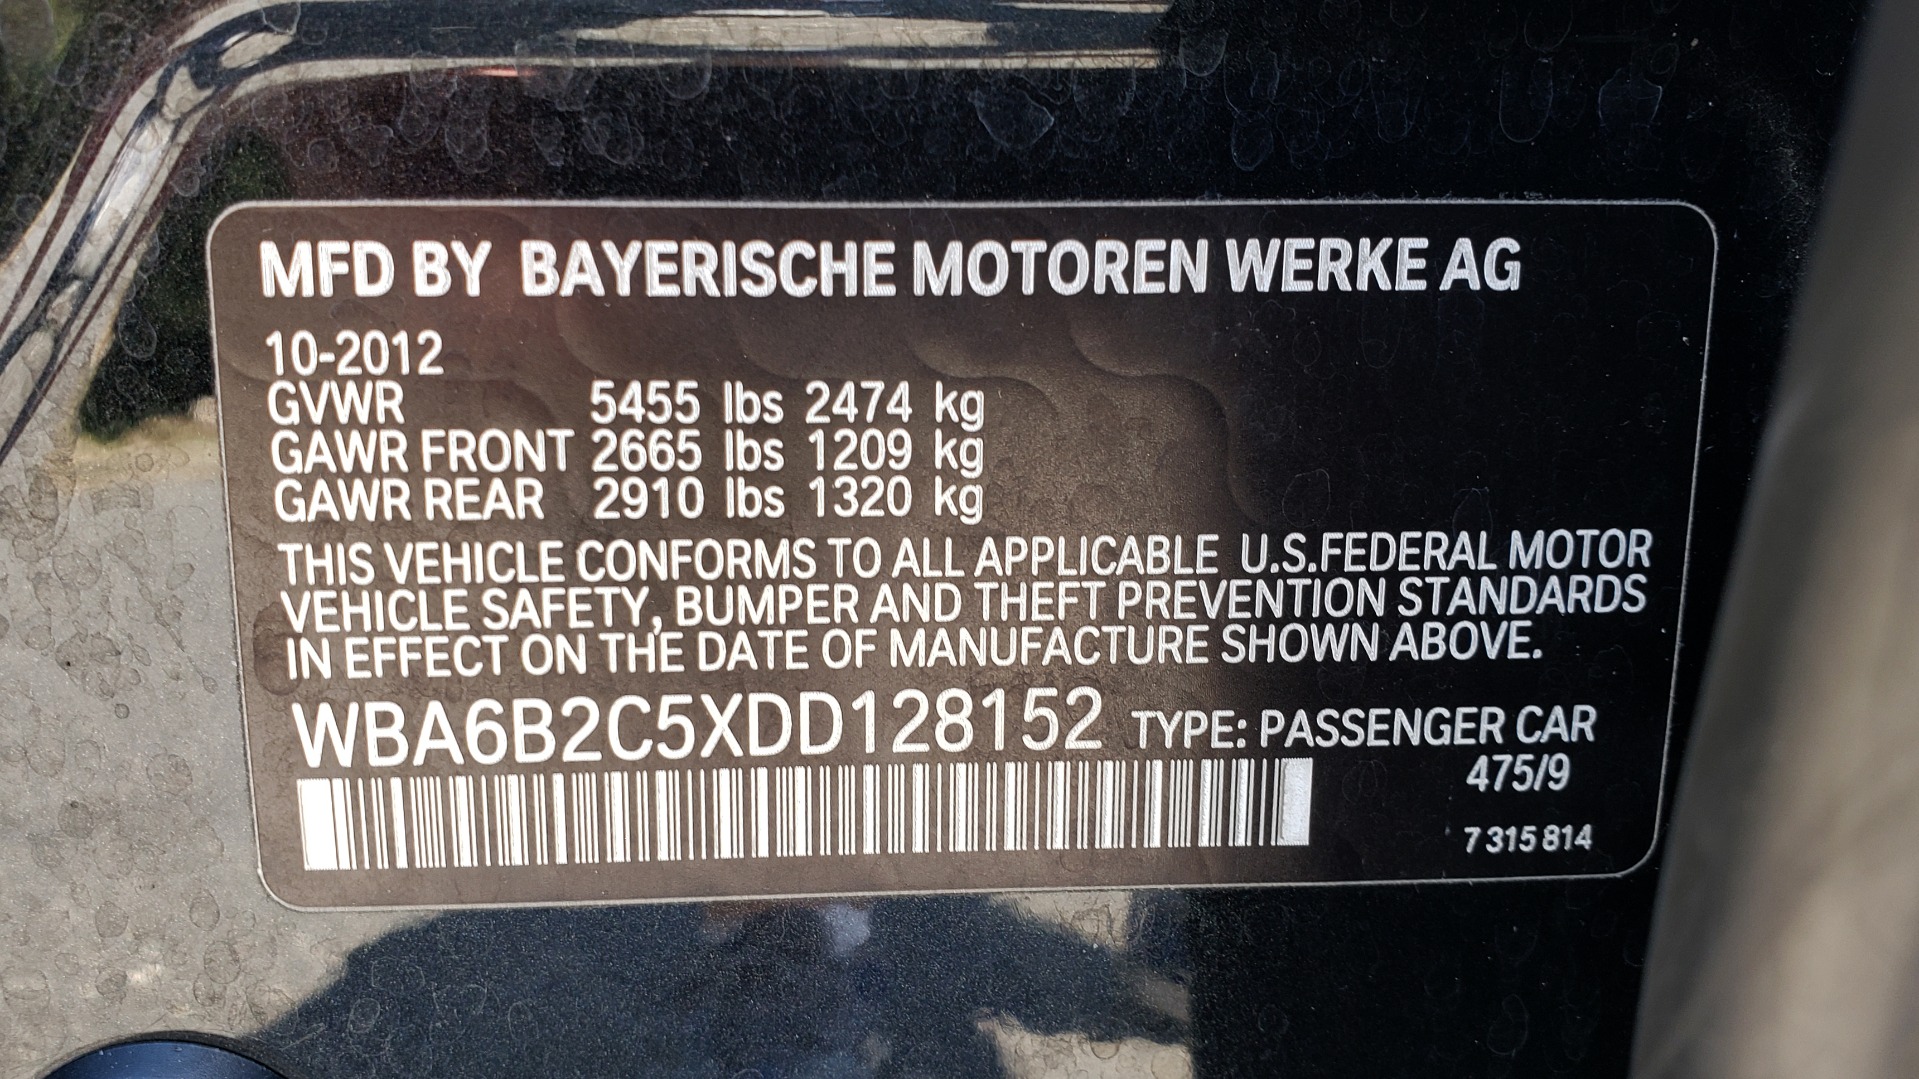 MFD BY BAYERISCHE MOTOREN WERKE AG
10-2012
GVWR 5455 lbs 2474 kg
GAWR FRONT 2665 lbs 1209 kg
GAWR REAR 2910 lbs 1320 kg
THIS VEHICLE CONFORMS TO ALL APPLICABLE U.S.FEDERAL MOTOR
VEHICLE SAFETY, BUMPER AND THEFT PREVENTION STANDARDS
IN EFFECT ON THE DATE OF MANUFACTURE SHOWN ABOVE.
WBA6B2C5XDD128152 TYPE: PASSENGER CAR
475/9
7 315 814